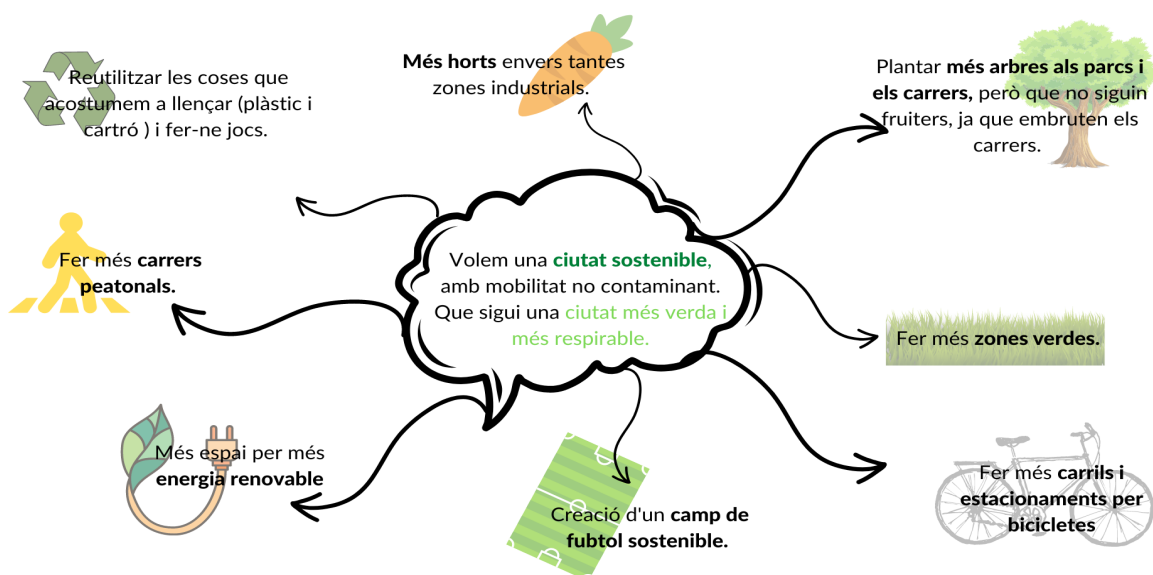 Reutilitzar les coses que
acostumem a llençar (plàstic i
cartró ) i fer-ne jocs.
Més horts envers tantes
zones industrials.
Plantar més arbres als parcs i
els carrers, però que no siguin
fruiters, ja que embruten els
carrers.
Fer més carrers
peatonals.
Volem una ciutat sostenible,
amb mobilitat no contaminant.
Que sigui una ciutat més verda i
més respirable.
Fer més zones verdes.
Més espai per més
energia renovable
Creació d'un camp de
fubtol sostenible.
Fer més carrils i
estacionaments per
bicicletes